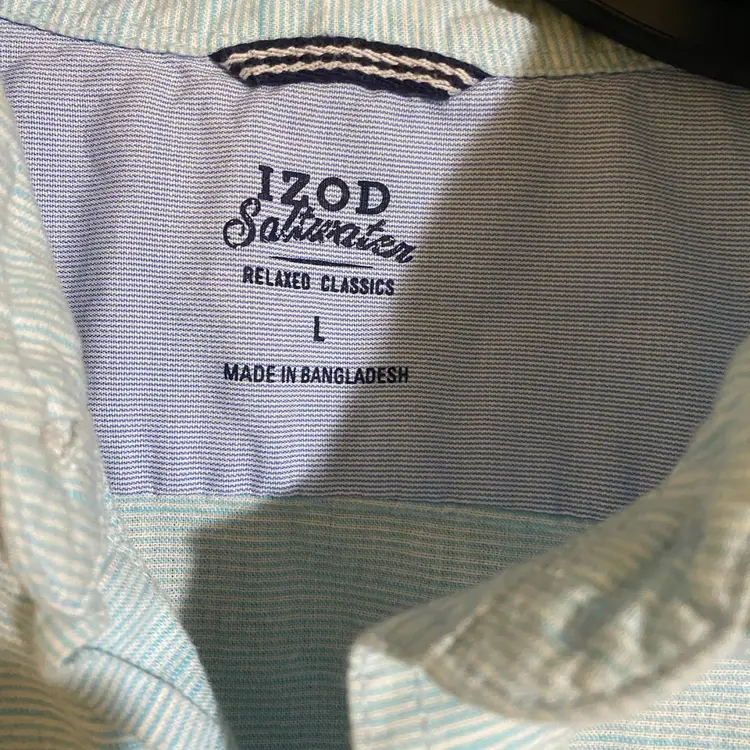 IZOD
Saltwater
RELAXED CLASSICS
L
MADE IN BANGLADESH